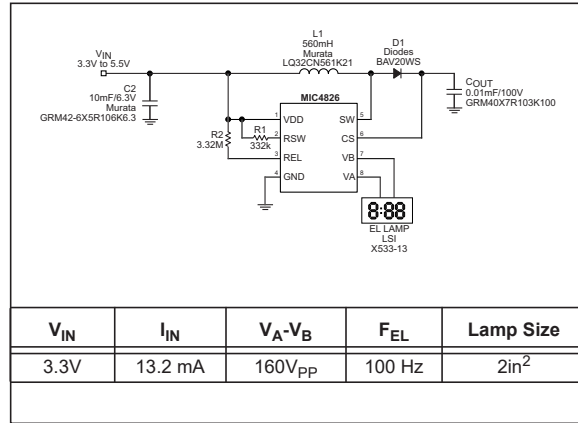 L1
560mH
Murata
LQ32CN561K21
D1
Diodes
BAV20WS
VIN
3.3V to 5.5V
C2
10mF/6.3V
Murata
GRM42-6X5R106K6.3
COUT
0.01mF/100V
GRM40X7R103K100
MIC4826
R2
3.32M
R1
332k
1 VDD
2 RSW
3 REL
4 GND
SW 5
CS 6
VB 7
VA 8
8:88
EL LAMP
LSI
X533-13
VIN IIN VA-VB FEL Lamp Size
3.3V 13.2 mA 160VPP 100 Hz 2in2